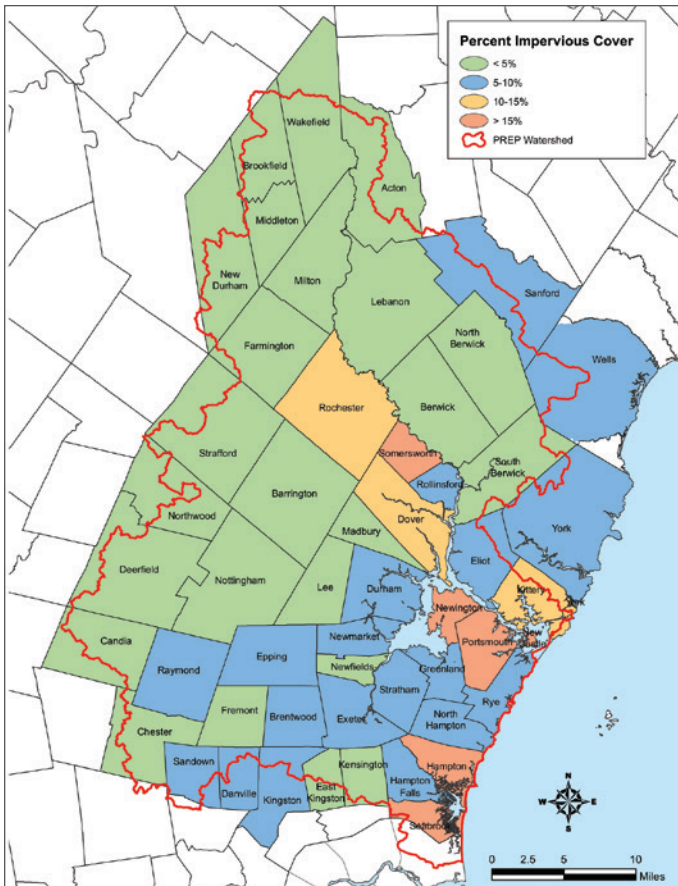 Percent Impervious Cover
< 5%
5-10%
10-15%
> 15%
PREP Watershed
Wakefield
Brookfield
Acton
Middleton
New
Durham
Milton
Sanford
Lebanon
North
Berwick
Farmington
Wells
Rochester
Berwick
Strafford
Somersworth
South
Berwick
Rollinsford
Barrington
Northwood
Dover
York
Madbury
Eliot
Deerfield
Nottingham
Lee
Durham
Kittery
York
Newington
New
Castle
Candia
Newmarket
Portsmouth
Raymond
Epping
Newfields
Greenland
Stratham
Rye
Fremont
Brentwood
Exeter
North
Hampton
Chester
Sandown
Kensington
Hampton
Danville
Kingston
East
Kingston
Hampton
Falls
Seabrook
N
W
E
S
0 2.5 5 10
Miles